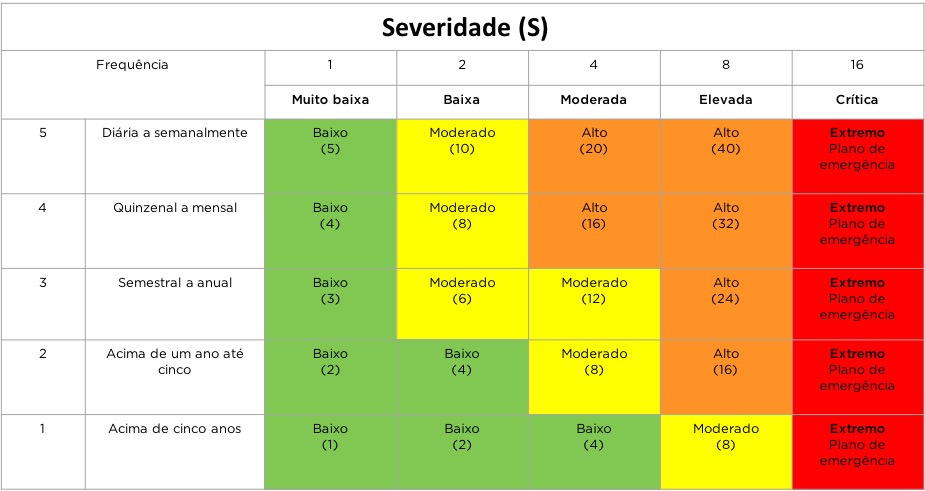 Severidade (S)
Frequência 1 2 4 8 16
Muito baixa Baixa Moderada Elevada Crítica
5 Diária a semanalmente Baixo Moderado Alto Alto Extremo
(5) (10) (20) (40) Plano de
emergência
4 Quinzenal a mensal Baixo Moderado Alto Alto Extremo
(4) (8) (16) (32) Plano de
emergência
3 Semestral a anual Baixo Moderado Moderado Alto Extremo
(3) (6) (12) (24) Plano de
emergência
2 Acima de um ano até Baixo Baixo Moderado Alto Extremo
cinco (2) (4) (8) (16) Plano de
emergência
1 Acima de cinco anos Baixo Baixo Baixo Moderado Extremo
(1) (2) (4) (8) Plano de
emergência